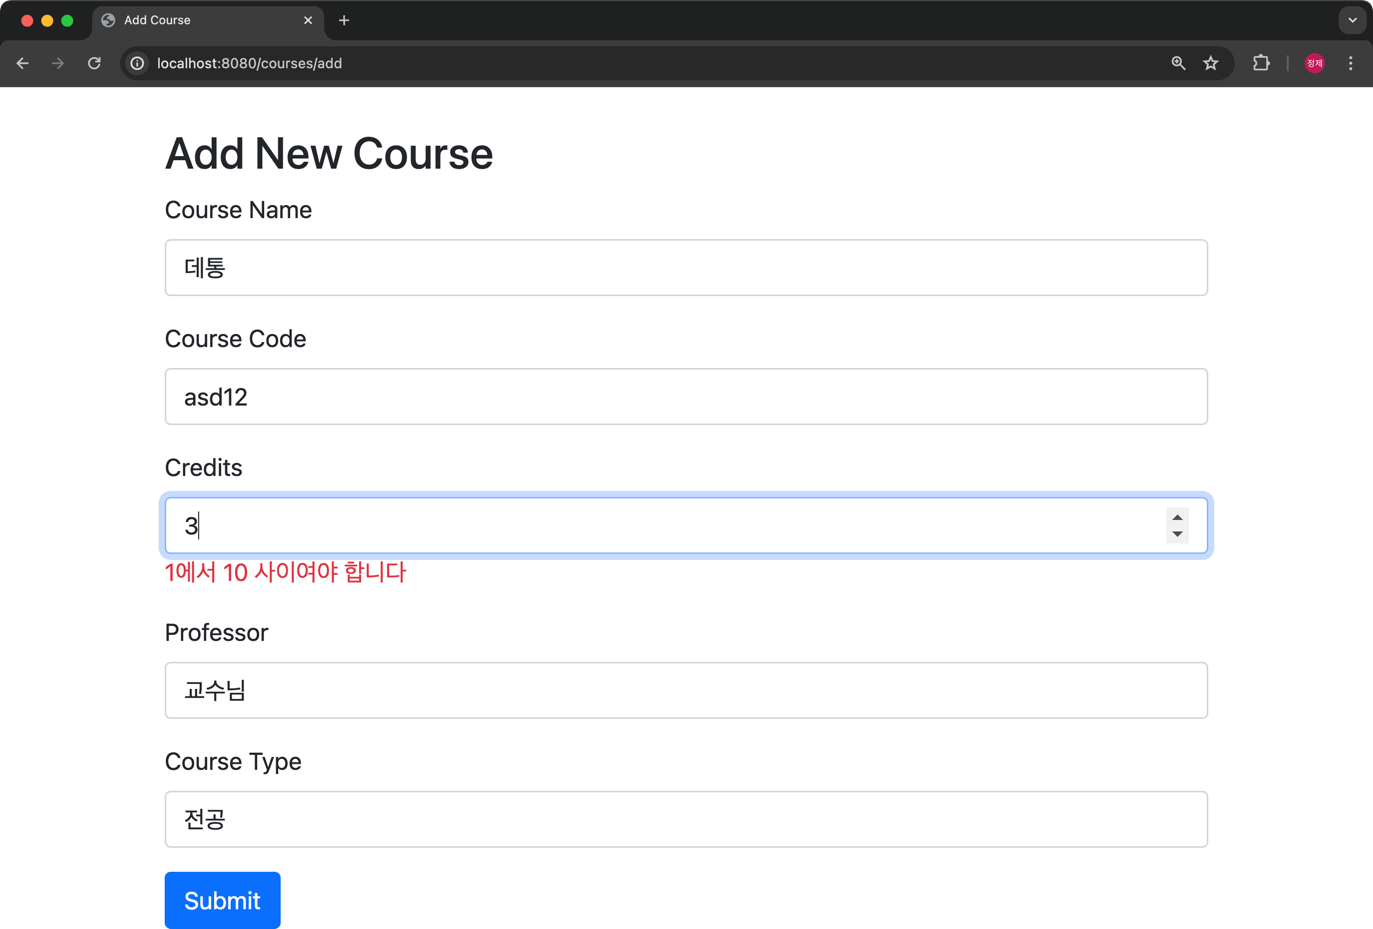 Add Course
localhost:8080/courses/add
정제
Add New Course
Course Name
데통
Course Code
asd12
Credits
3
1에서 10 사이여야 합니다
Professor
교수님
Course Type
전공
Submit